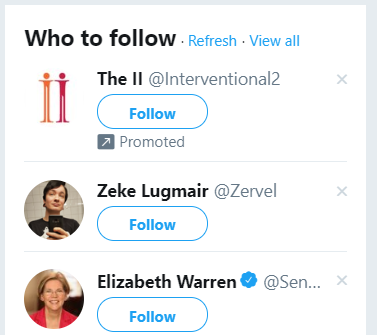 Who to follow · Refresh · View all
The II @Interventional2
Follow
Promoted
Zeke Lugmair @Zervel
Follow
Elizabeth Warren @Sen...
Follow